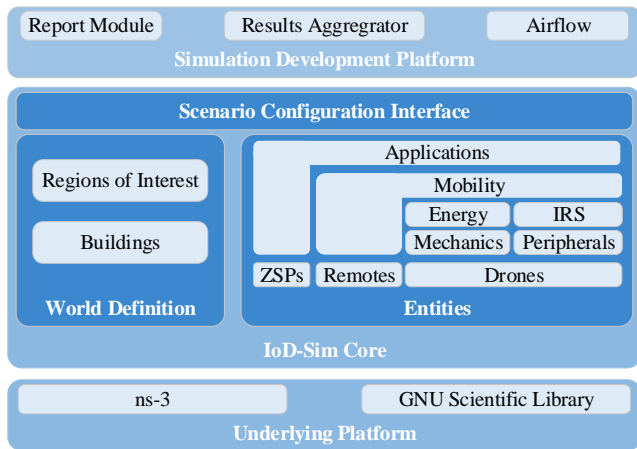 Report Module
Results Aggregrator
Airflow
Simulation Development Platform
Scenario Configuration Interface
Regions of Interest
Buildings
World Definition
Applications
Mobility
Energy
IRS
Mechanics
Peripherals
ZSPs
Remotes
Drones
Entities
IoD-Sim Core
ns-3
GNU Scientific Library
Underlying Platform